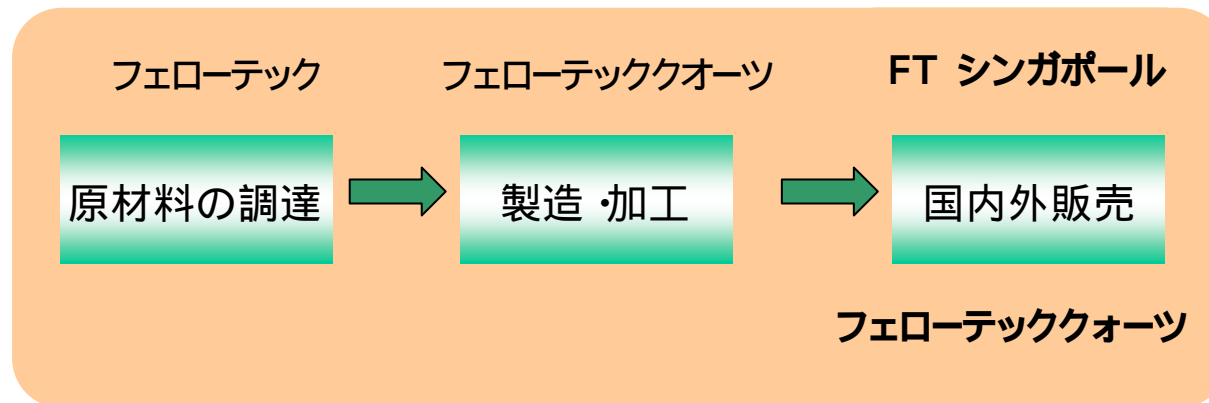 フェローテック
フェローテッククオーツ
FT シンガポール
原材料の調達
製造・加工
国内外販売
フェローテッククォーツ